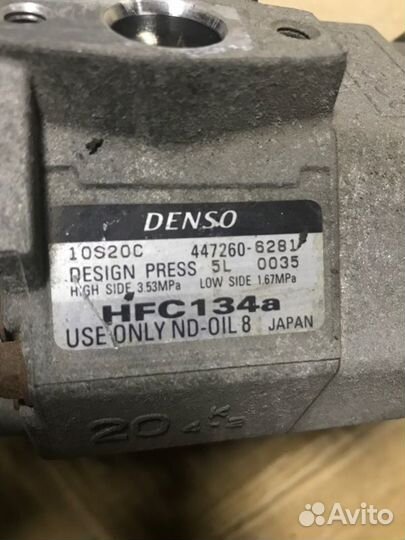 DENSO
10S20C 447260-6281
DESIGN PRESS 5L 0035
HIGH SIDE 3.53MPa LOW SIDE 1.67MPa
HFC134a
USE ONLY ND-OIL 8 JAPAN
20
Avito